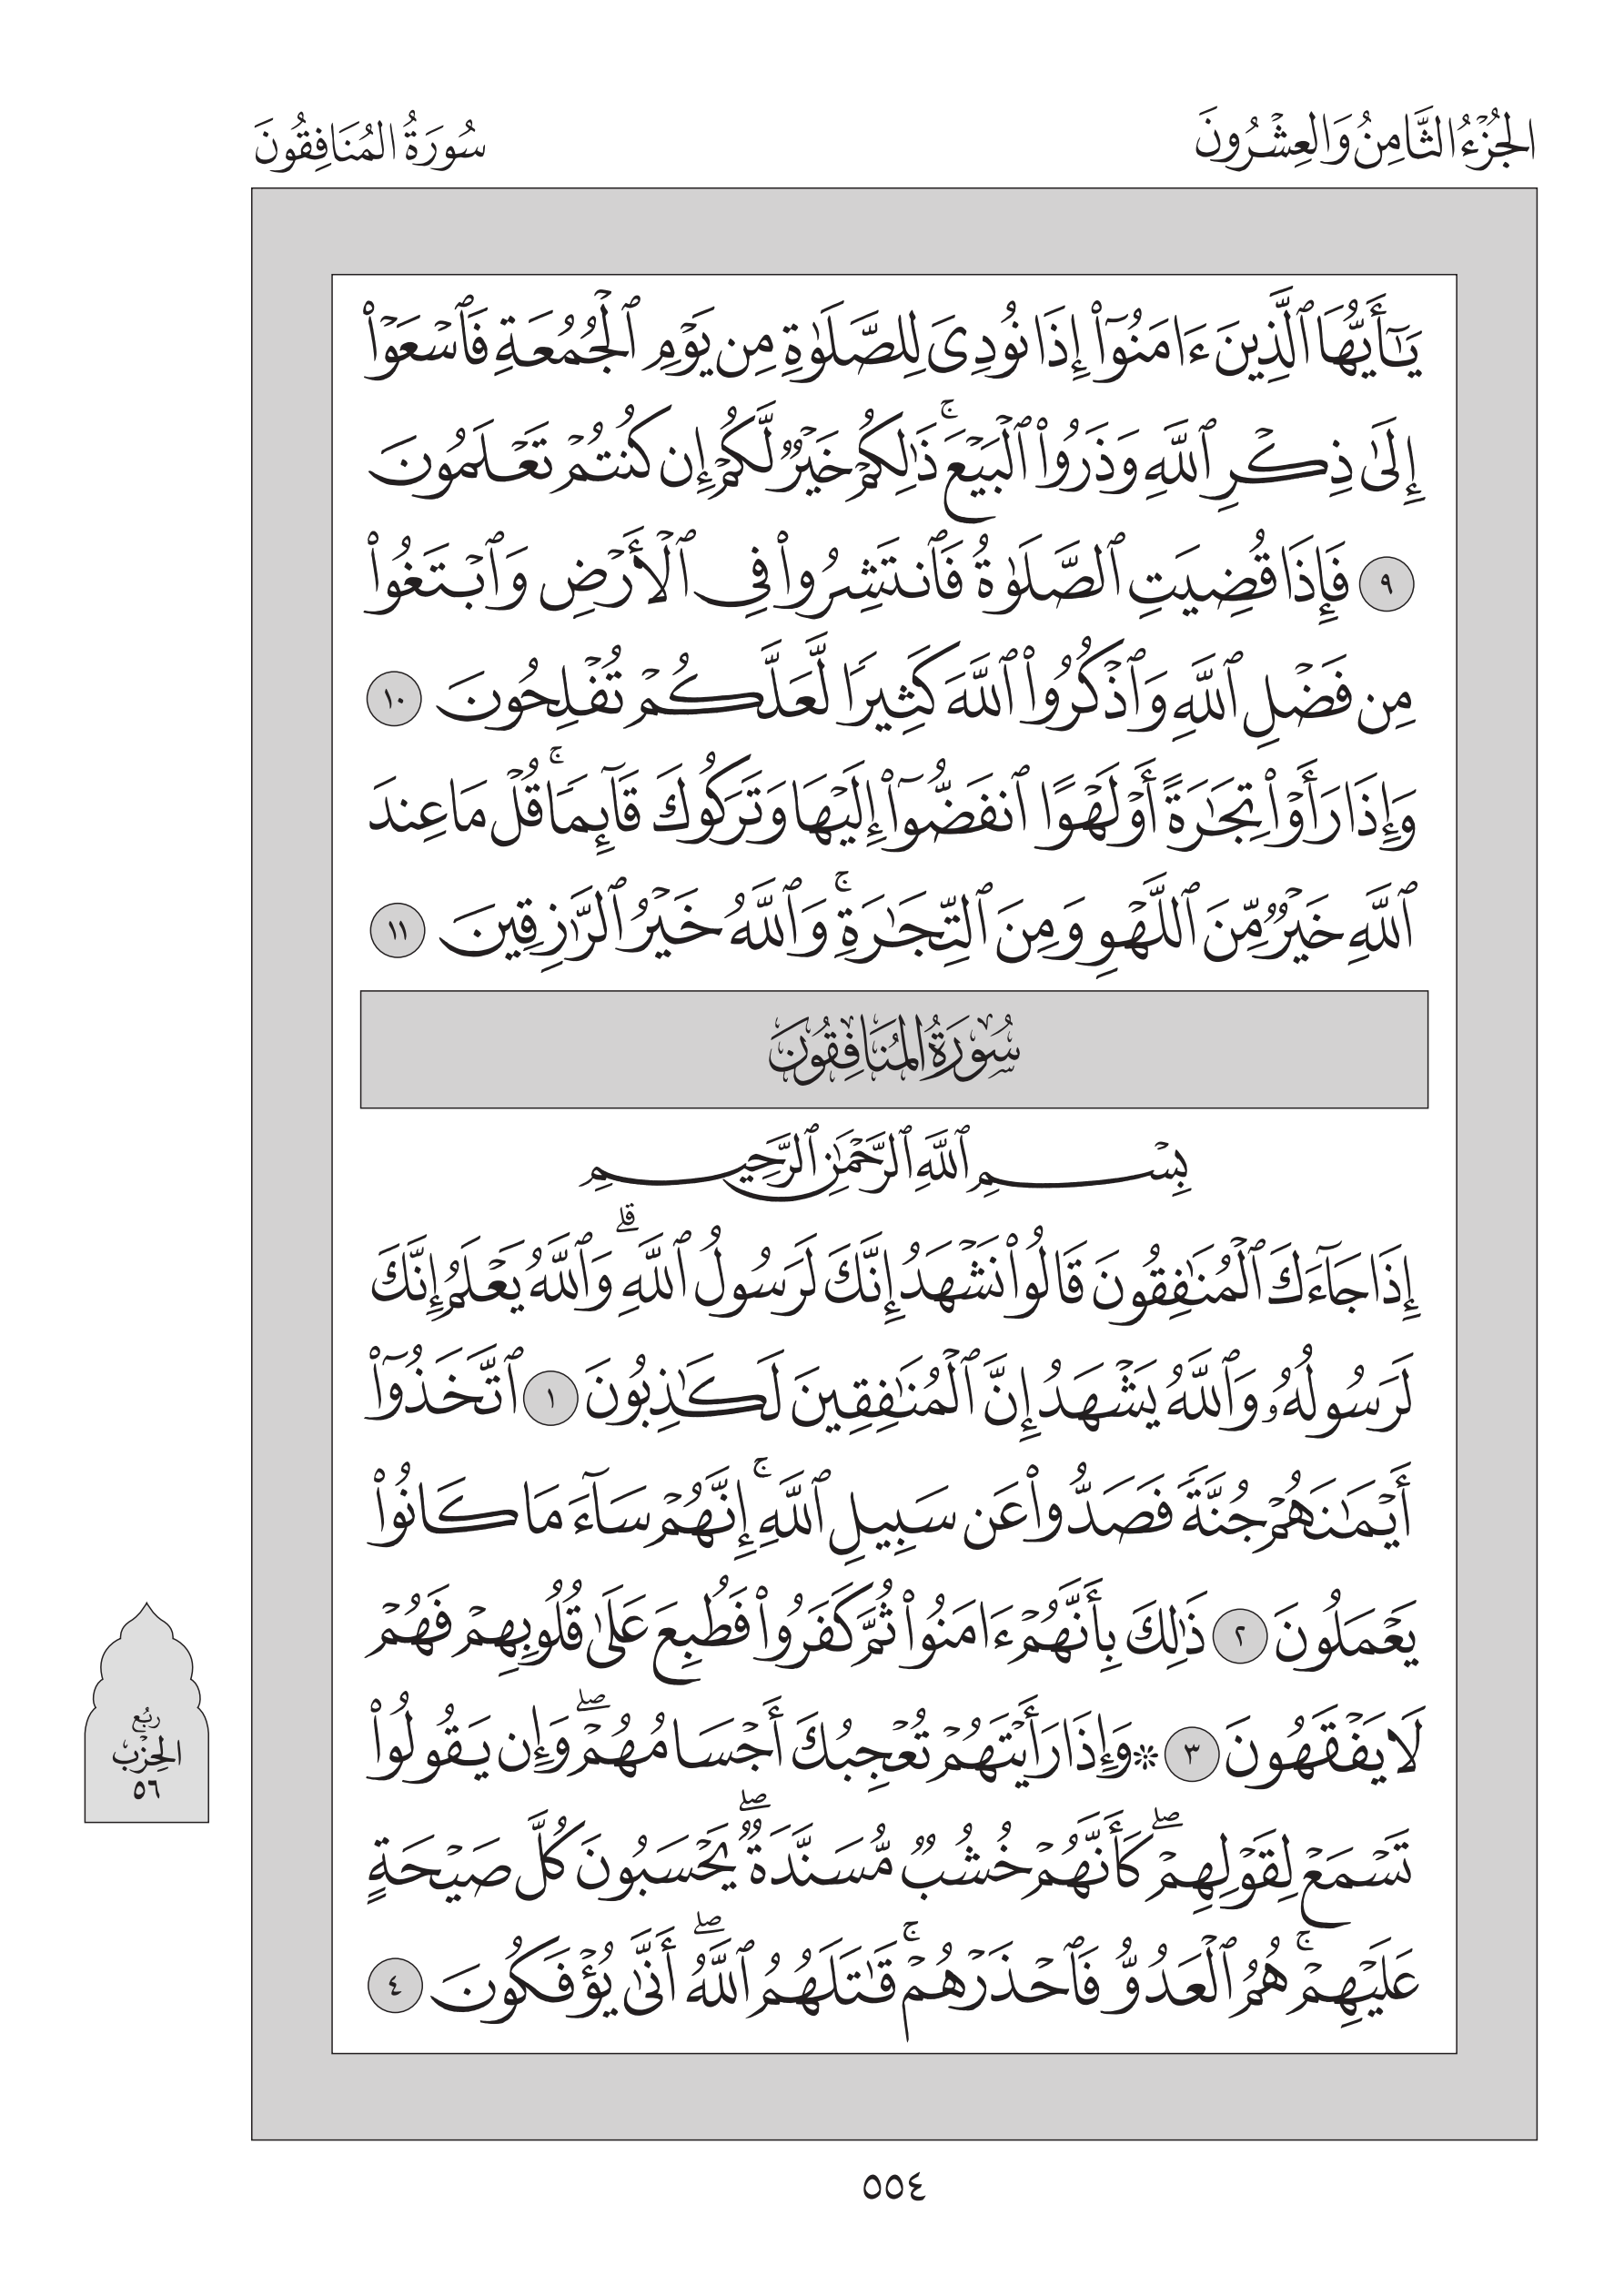 الجُزْءُ الثَّامِنُ وَالعِشْرُونَ
سُورَةُ المُنَافِقُونَ
يَـٰٓأَيُّهَا ٱلَّذِينَ ءَامَنُوٓا۟ إِذَا نُودِىَ لِلصَّلَوٰةِ مِن يَوْمِ ٱلْجُمُعَةِ فَٱسْعَوْا۟
إِلَىٰ ذِكْرِ ٱللَّهِ وَذَرُوا۟ ٱلْبَيْعَ ۚ ذَٰلِكُمْ خَيْرٌ لَّكُمْ إِن كُنتُمْ تَعْلَمُونَ
٩ فَإِذَا قُضِيَتِ ٱلصَّلَوٰةُ فَٱنتَشِرُوا۟ فِى ٱلْأَرْضِ وَٱبْتَغُوا۟
مِن فَضْلِ ٱللَّهِ وَٱذْكُرُوا۟ ٱللَّهَ كَثِيرًا لَّعَلَّكُمْ تُفْلِحُونَ ١٠
وَإِذَا رَأَوْا۟ تِجَـٰرَةً أَوْ لَهْوًا ٱنفَضُّوٓا۟ إِلَيْهَا وَتَرَكُوكَ قَآئِمًا ۚ قُلْ مَا عِندَ
ٱللَّهِ خَيْرٌ مِّنَ ٱللَّهْوِ وَمِنَ ٱلتِّجَـٰرَةِ ۚ وَٱللَّهُ خَيْرُ ٱلرَّٰزِقِينَ ١١
سُورَةُ المُنَافِقُونَ
بِسْمِ ٱللَّهِ ٱلرَّحْمَـٰنِ ٱلرَّحِيمِ
إِذَا جَآءَكَ ٱلْمُنَـٰفِقُونَ قَالُوا۟ نَشْهَدُ إِنَّكَ لَرَسُولُ ٱللَّهِ ۗ وَٱللَّهُ يَعْلَمُ إِنَّكَ
لَرَسُولُهُۥ وَٱللَّهُ يَشْهَدُ إِنَّ ٱلْمُنَـٰفِقِينَ لَكَـٰذِبُونَ ١ ٱتَّخَذُوٓا۟
أَيْمَـٰنَهُمْ جُنَّةً فَصَدُّوا۟ عَن سَبِيلِ ٱللَّهِ ۚ إِنَّهُمْ سَآءَ مَا كَانُوا۟
يَعْمَلُونَ ٢ ذَٰلِكَ بِأَنَّهُمْ ءَامَنُوا۟ ثُمَّ كَفَرُوا۟ فَطُبِعَ عَلَىٰ قُلُوبِهِمْ فَهُمْ
لَا يَفْقَهُونَ ٣ ۞ وَإِذَا رَأَيْتَهُمْ تُعْجِبُكَ أَجْسَامُهُمْ ۖ وَإِن يَقُولُوا۟
تَسْمَعْ لِقَوْلِهِمْ ۖ كَأَنَّهُمْ خُشُبٌ مُّسَنَّدَةٌ ۖ يَحْسَبُونَ كُلَّ صَيْحَةٍ
عَلَيْهِمْ ۚ هُمُ ٱلْعَدُوُّ فَٱحْذَرْهُمْ ۚ قَـٰتَلَهُمُ ٱللَّهُ ۖ أَنَّىٰ يُؤْفَكُونَ ٤
رُبْع
الحِزْب
٥٦
٥٥٤